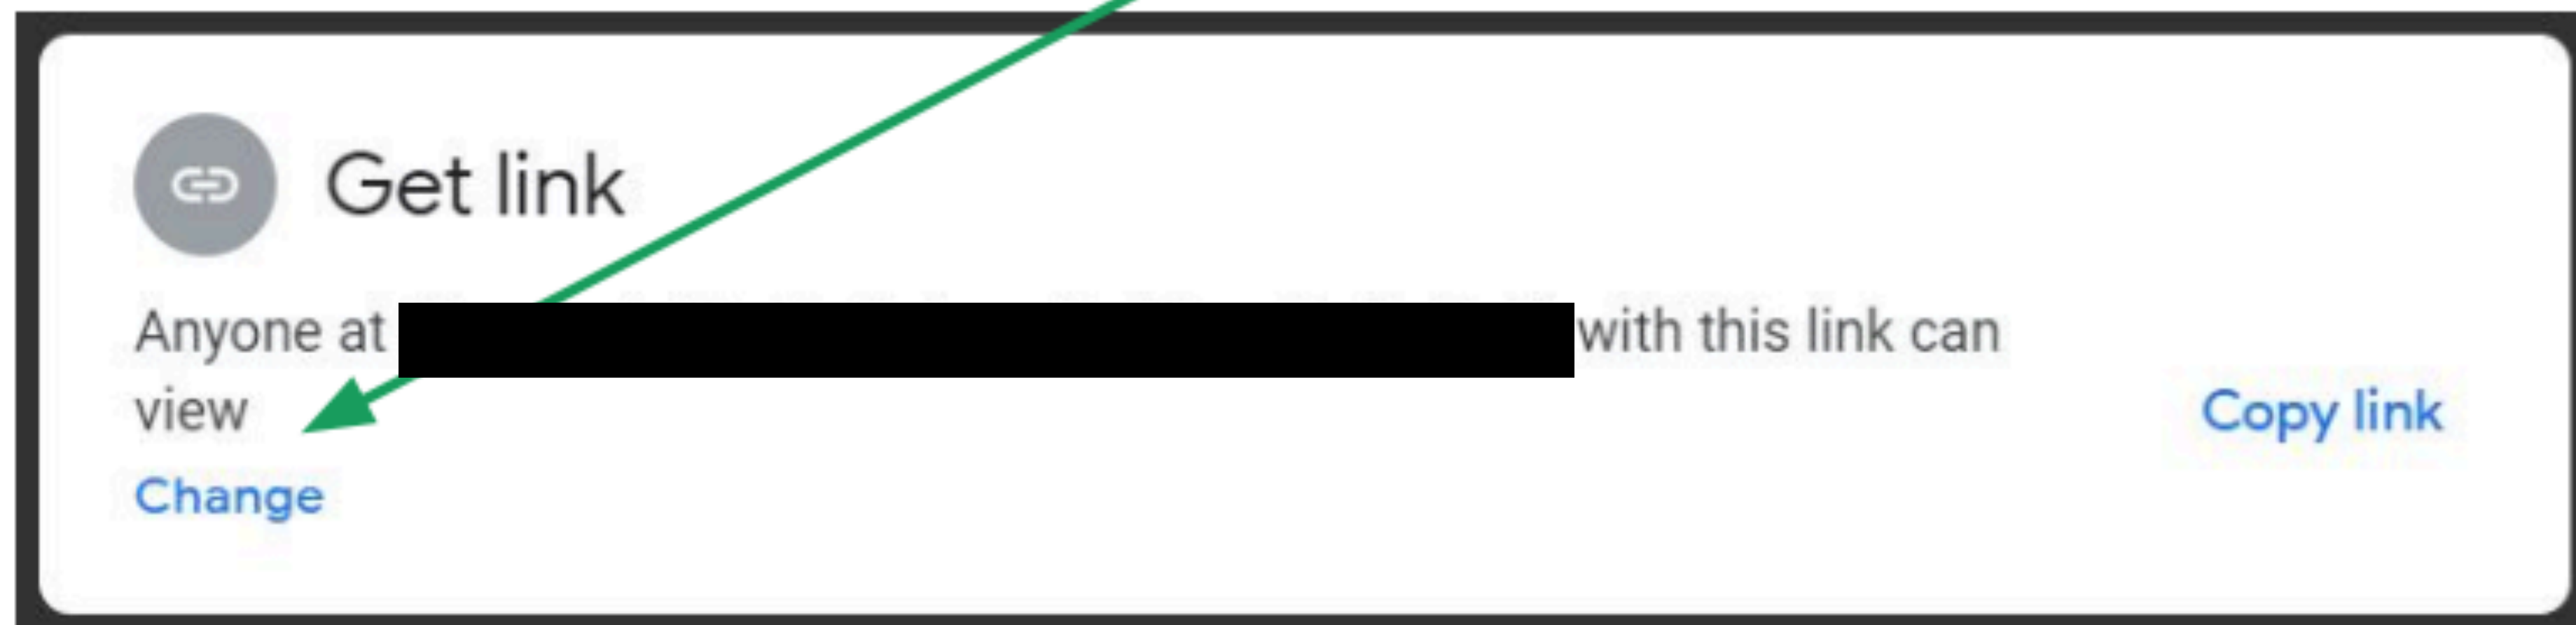 Get link
Anyone at with this link can
view
Copy link
Change